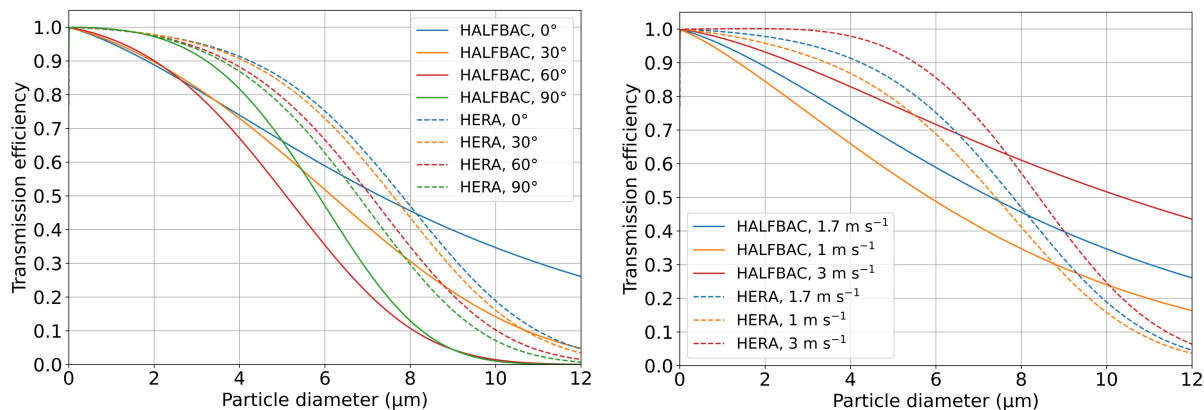 Transmission efficiency
1.0
0.9
0.8
0.7
0.6
0.5
0.4
0.3
0.2
0.1
0.0
0 2 4 6 8 10 12
Particle diameter (µm)
HALFBAC, 0°
HALFBAC, 30°
HALFBAC, 60°
HALFBAC, 90°
HERA, 0°
HERA, 30°
HERA, 60°
HERA, 90°
Transmission efficiency
1.0
0.9
0.8
0.7
0.6
0.5
0.4
0.3
0.2
0.1
0.0
0 2 4 6 8 10 12
Particle diameter (µm)
HALFBAC, 1.7 m s⁻¹
HALFBAC, 1 m s⁻¹
HALFBAC, 3 m s⁻¹
HERA, 1.7 m s⁻¹
HERA, 1 m s⁻¹
HERA, 3 m s⁻¹